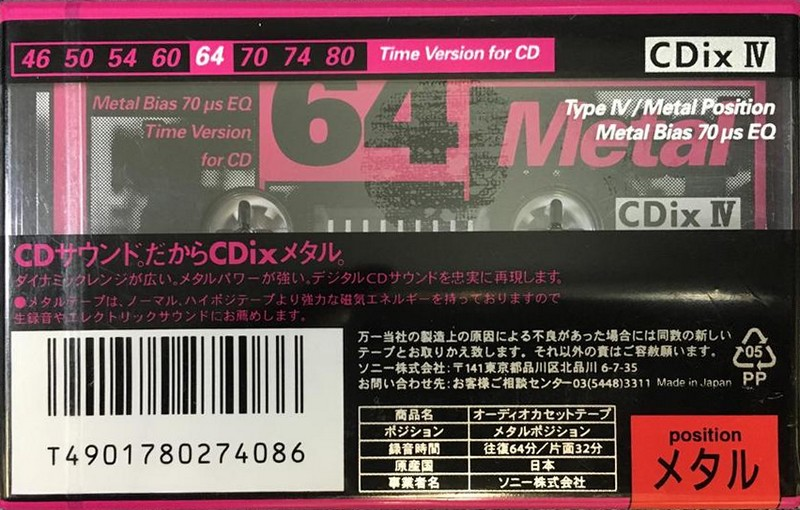 46 50 54 60 64 70 74 80 Time Version for CD
CDix IV
Metal Bias 70 μs EQ
Time Version
for CD
64
Metal
Type IV/Metal Position
Metal Bias 70 μs EQ
CDix IV
CDサウンド。だからCDixメタル。
ダイナミックレンジが広い。メタルパワーが強い。デジタルCDサウンドを忠実に再現します。
●メタルテープは、ノーマル、ハイポジテープより強力な磁気エネルギーを持っておりますので
生録音やエレクトリックサウンドにお薦めします。
T4901780274086
万一当社の製造上の原因による不良があった場合には同数の新しい
テープとお取りかえ致します。それ以外の責はご容赦願います。
ソニー株式会社:〒141東京都品川区北品川 6-7-35
お問い合わせ先:お客様ご相談センター03(5448)3311 Made in Japan
05
PP
商品名 オーディオカセットテープ
ポジション メタルポジション
録音時間 往復64分/片面32分
原産国 日本
事業者名 ソニー株式会社
position
メタル